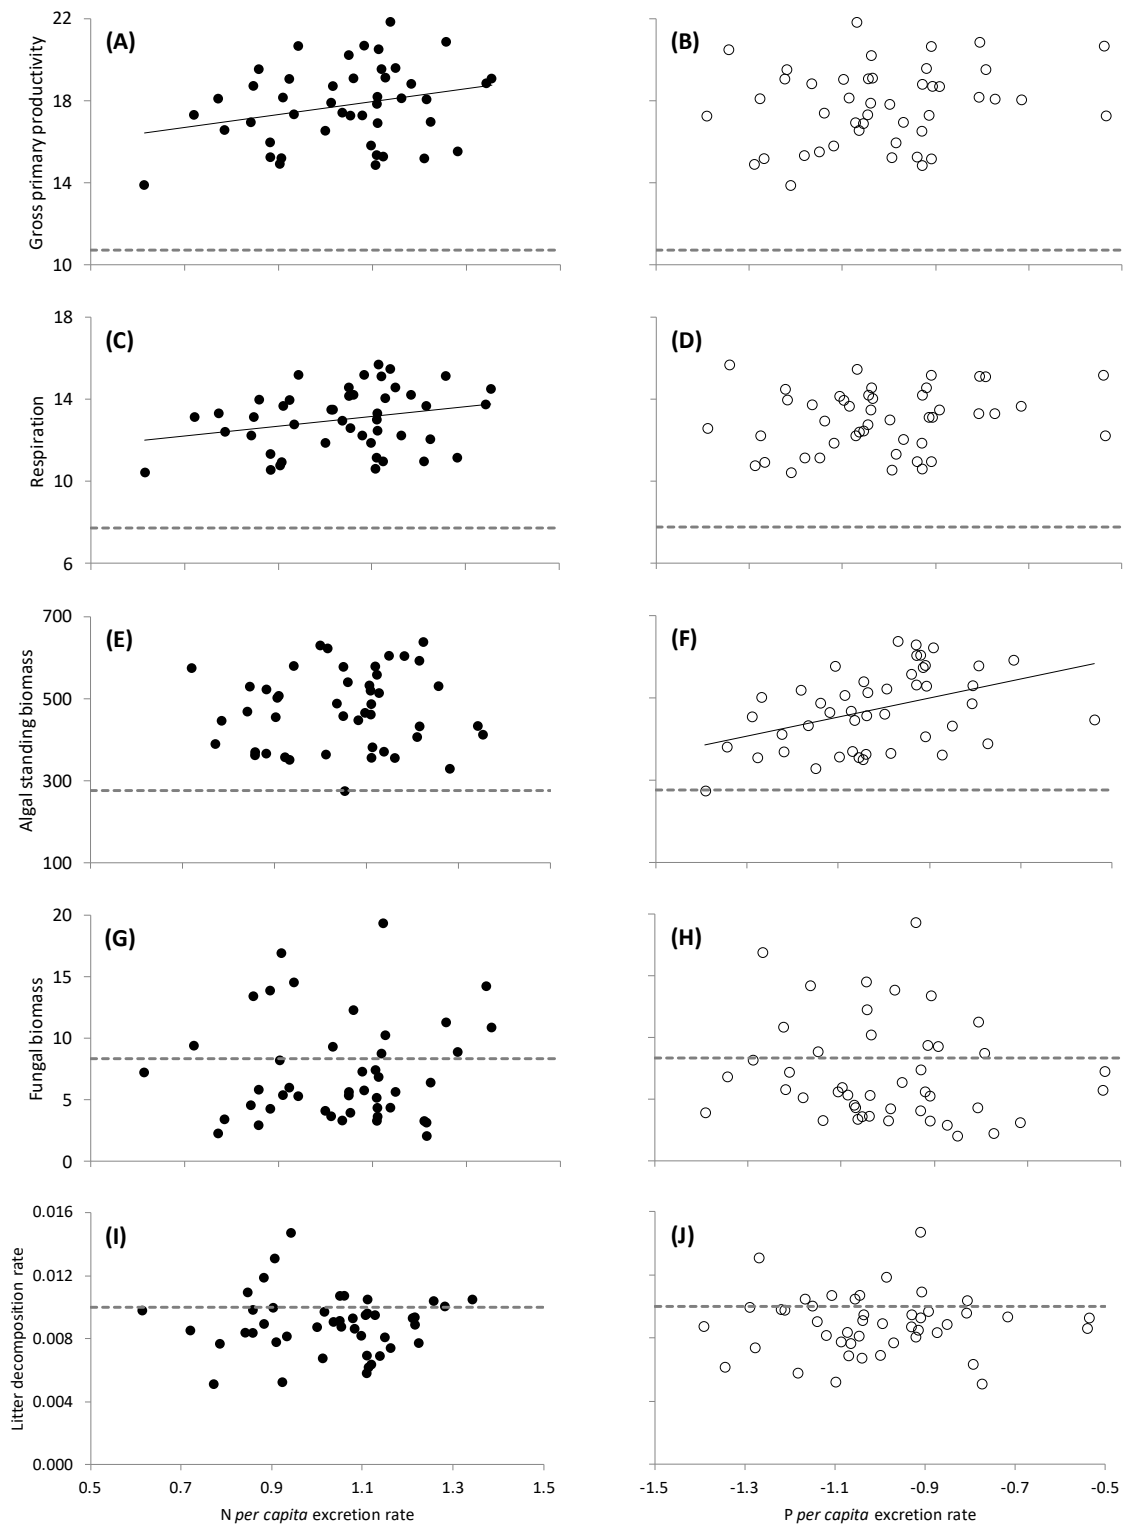 22
18
14
10
Gross primary productivity
(A)
(B)
18
14
10
6
Respiration
(C)
(D)
700
500
300
100
Algal standing biomass
(E)
(F)
20
15
10
5
0
Fungal biomass
(G)
(H)
0.016
0.012
0.008
0.004
0.000
Litter decomposition rate
(I)
(J)
0.5 0.7 0.9 1.1 1.3 1.5
-1.5 -1.3 -1.1 -0.9 -0.7 -0.5
N per capita excretion rate
P per capita excretion rate